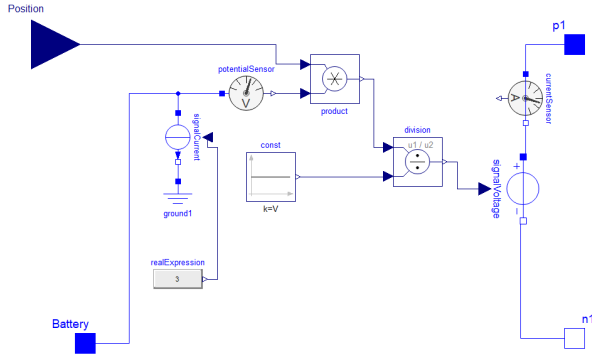 Position
p1
potentialSensor
V
product
currentSensor
A
signalCurrent
division
u1 / u2
const
k=V
signalVoltage
+
−
ground1
realExpression
3
Battery
n1